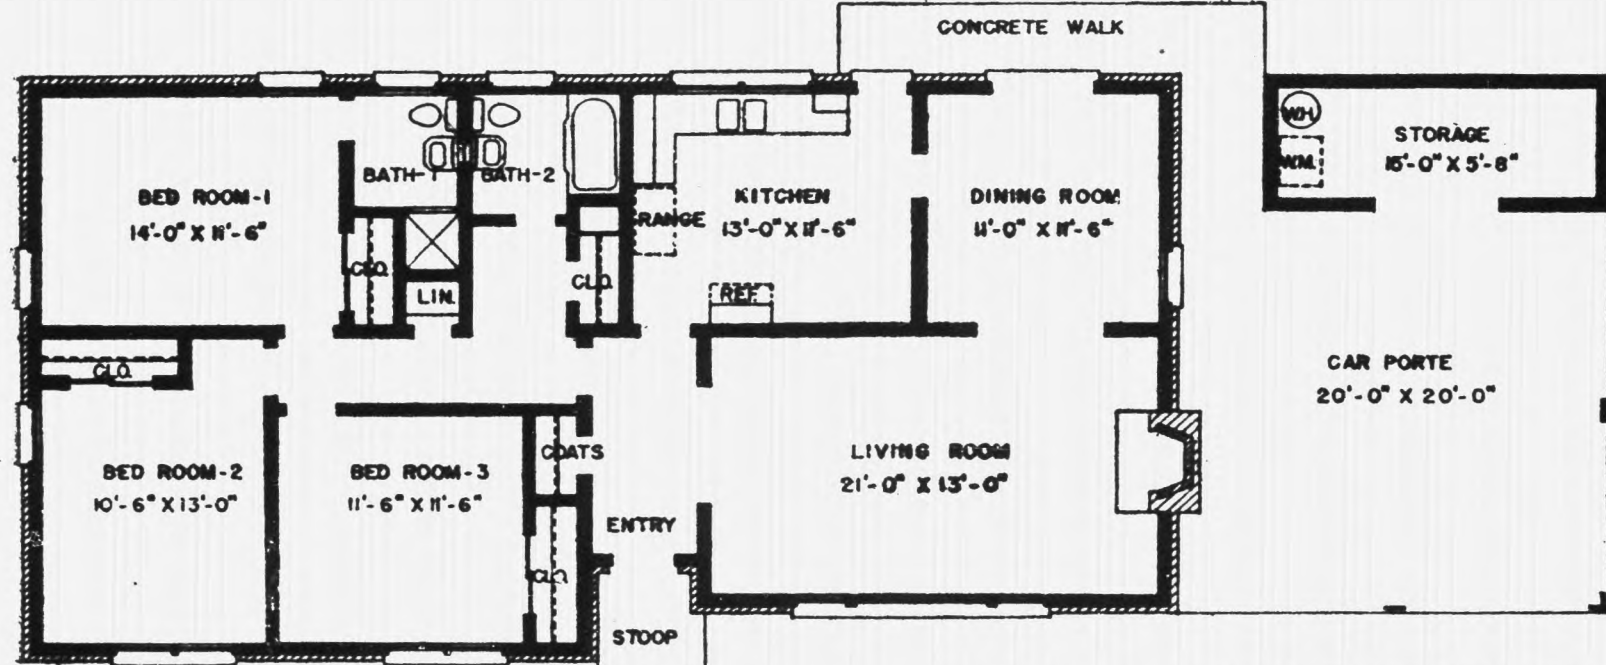 CONCRETE WALK
W.H.
STORAGE
15'-0" X 5'-8"
W.M.
BATH-1
BATH-2
BED ROOM-1
14'-0" X 11'-6"
KITCHEN
13'-0" X 11'-6"
RANGE
DINING ROOM
11'-0" X 11'-6"
CLO.
LIN.
CLO.
REF.
CLO.
CAR PORTE
20'-0" X 20'-0"
BED ROOM-2
10'-6" X 13'-0"
BED ROOM-3
11'-6" X 11'-6"
COATS
LIVING ROOM
21'-0" X 13'-0"
ENTRY
CLO.
STOOP